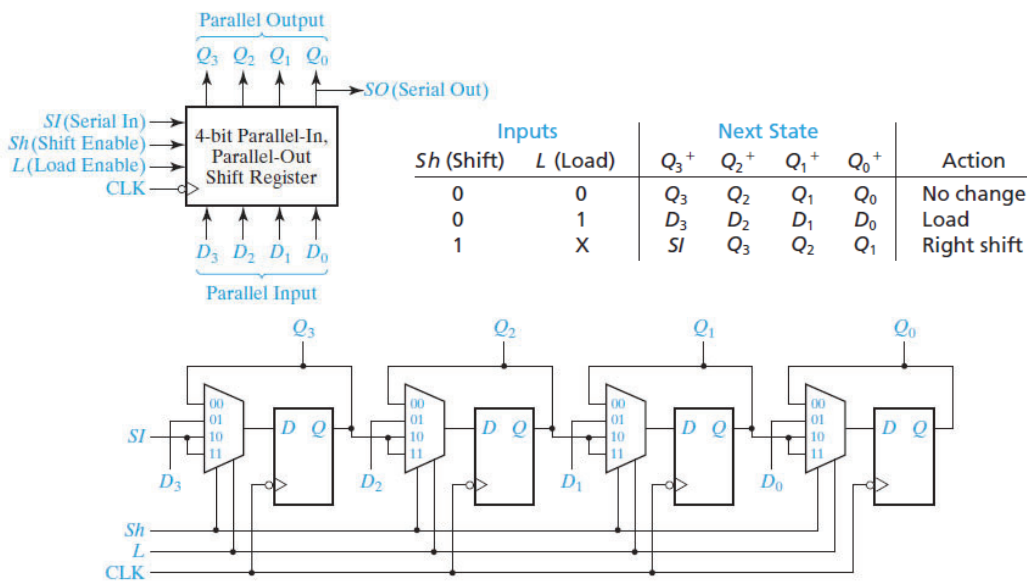 Parallel Output
Q₃ Q₂ Q₁ Q₀
SO (Serial Out)
SI (Serial In)
Sh (Shift Enable)
L (Load Enable)
CLK
4-bit Parallel-In,
Parallel-Out
Shift Register
D₃ D₂ D₁ D₀
Parallel Input
Inputs Next State
Sh (Shift) L (Load) Q₃⁺ Q₂⁺ Q₁⁺ Q₀⁺ Action
0 0 Q₃ Q₂ Q₁ Q₀ No change
0 1 D₃ D₂ D₁ D₀ Load
1 X SI Q₃ Q₂ Q₁ Right shift
Q₃ Q₂ Q₁ Q₀
00 00 00 00
01 01 01 01
D Q D Q D Q D Q
SI 10 10 10 10
11 11 11 11
D₃ D₂ D₁ D₀
Sh
L
CLK